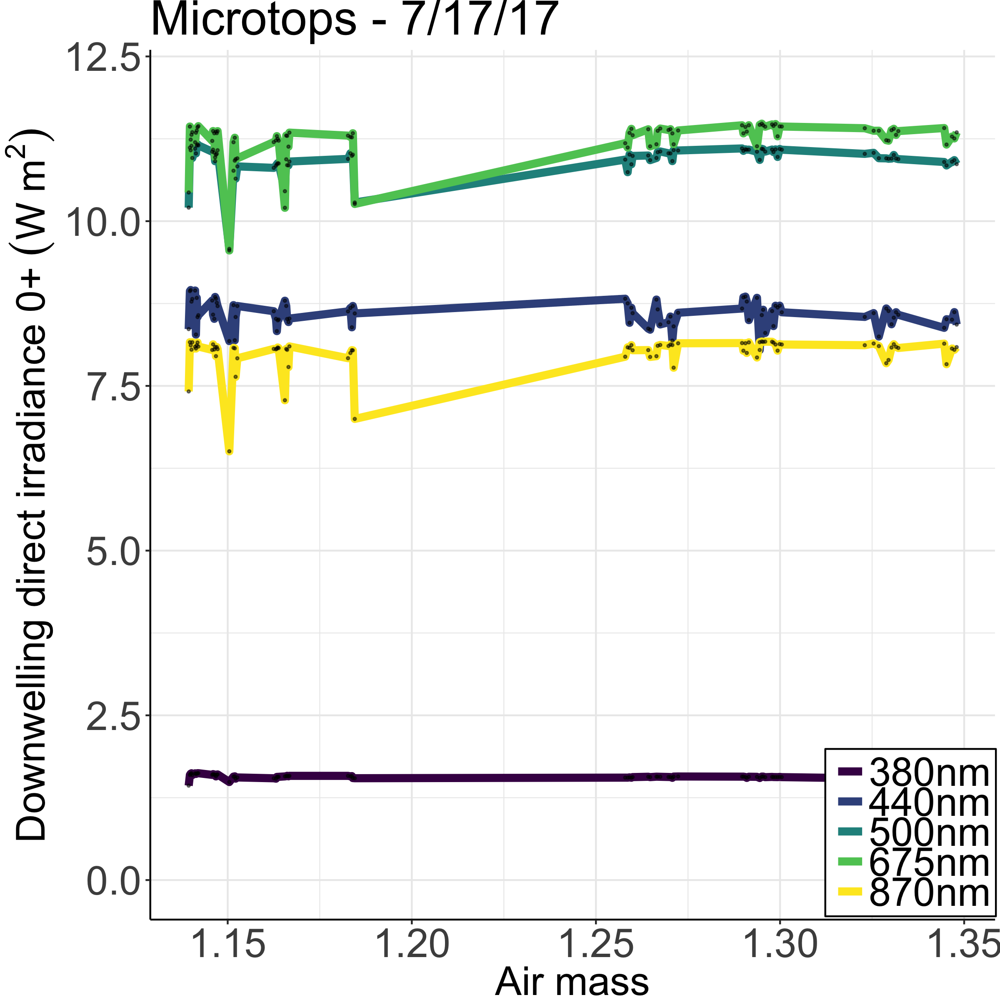 Microtops - 7/17/17
Downwelling direct irradiance 0+ (W m²)
12.5
10.0
7.5
5.0
2.5
0.0
380nm
440nm
500nm
675nm
870nm
1.15 1.20 1.25 1.30 1.35
Air mass